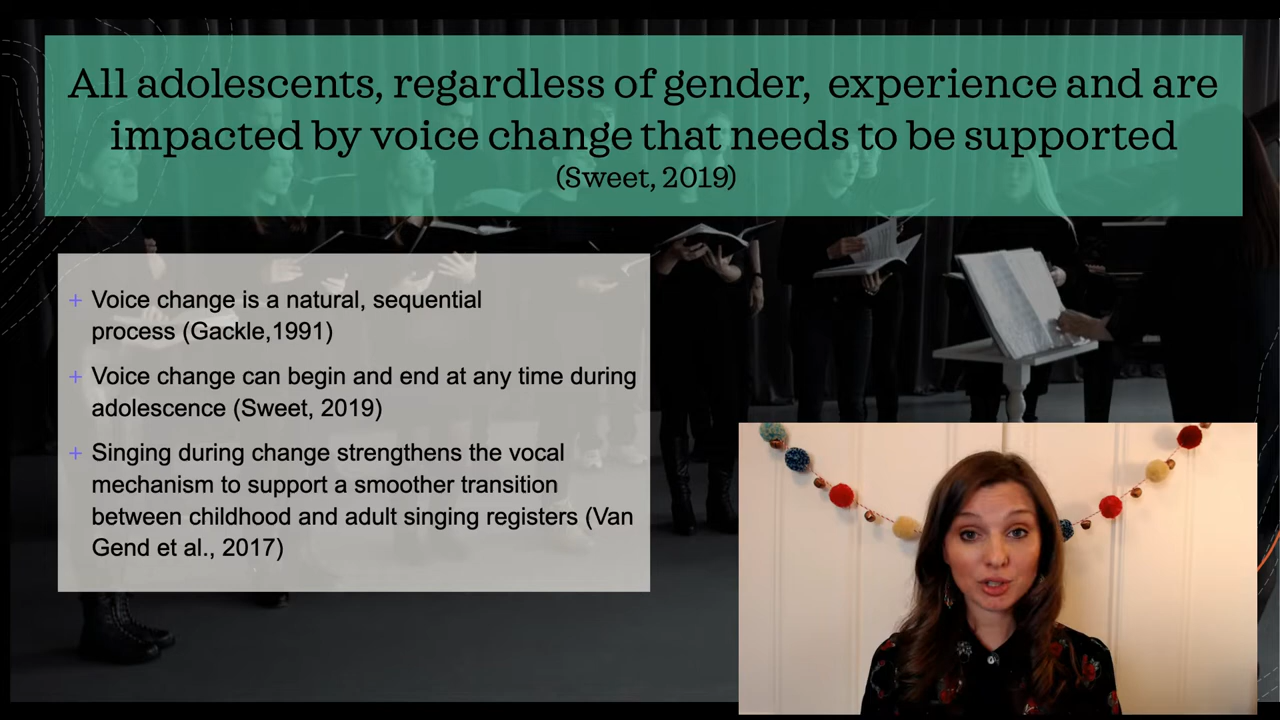 All adolescents, regardless of gender,  experience and are
impacted by voice change that needs to be supported
(Sweet, 2019)
+ Voice change is a natural, sequential
process (Gackle,1991)
+ Voice change can begin and end at any time during
adolescence (Sweet, 2019)
+ Singing during change strengthens the vocal
mechanism to support a smoother transition
between childhood and adult singing registers (Van
Gend et al., 2017)